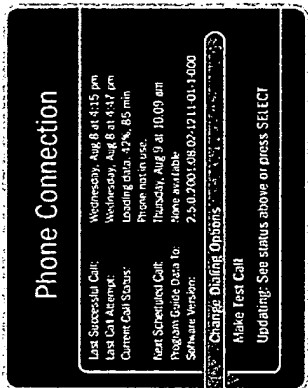 Phone Connection
Last Successful Call: Wednesday, Aug 8 at 4:15 pm
Last Call Attempt: Wednesday, Aug 8 at 4:47 pm
Current Call Status: Loading data. 42%, 85 min
Phone not in use.
Next Scheduled Call: Thursday, Aug 9 at 10:09 am
Program Guide Data To: None available
Software Version: 2.5.0.2001.08.02-1211-01-1-000
Change Dialing Options
Make Test Call
Updating: See status above or press SELECT